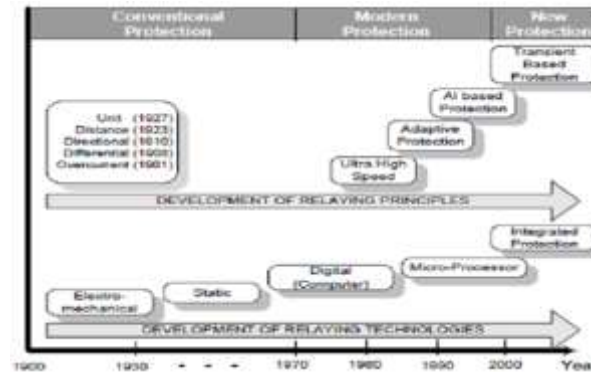 Conventional Protection
Modern Protection
New Protection
Transient
Based
Protection
AI based
Protection
Adaptive
Protection
Ultra High
Speed
Unit (1927)
Distance (1923)
Directional (1910)
Differential (1908)
Overcurrent (1901)
DEVELOPMENT OF RELAYING PRINCIPLES
Integrated
Protection
Micro-Processor
Digital
(Computer)
Static
Electro-
mechanical
DEVELOPMENT OF RELAYING TECHNOLOGIES
1900 1930 - - - 1970 1980 1990 2000 Year